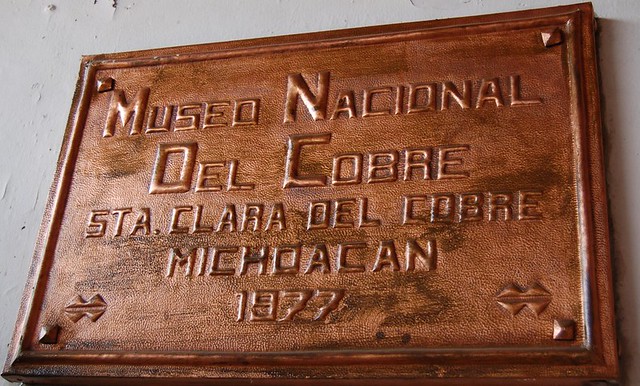 MUSEO NACIONAL
DEL COBRE
STA. CLARA DEL COBRE
MICHOACAN
1977